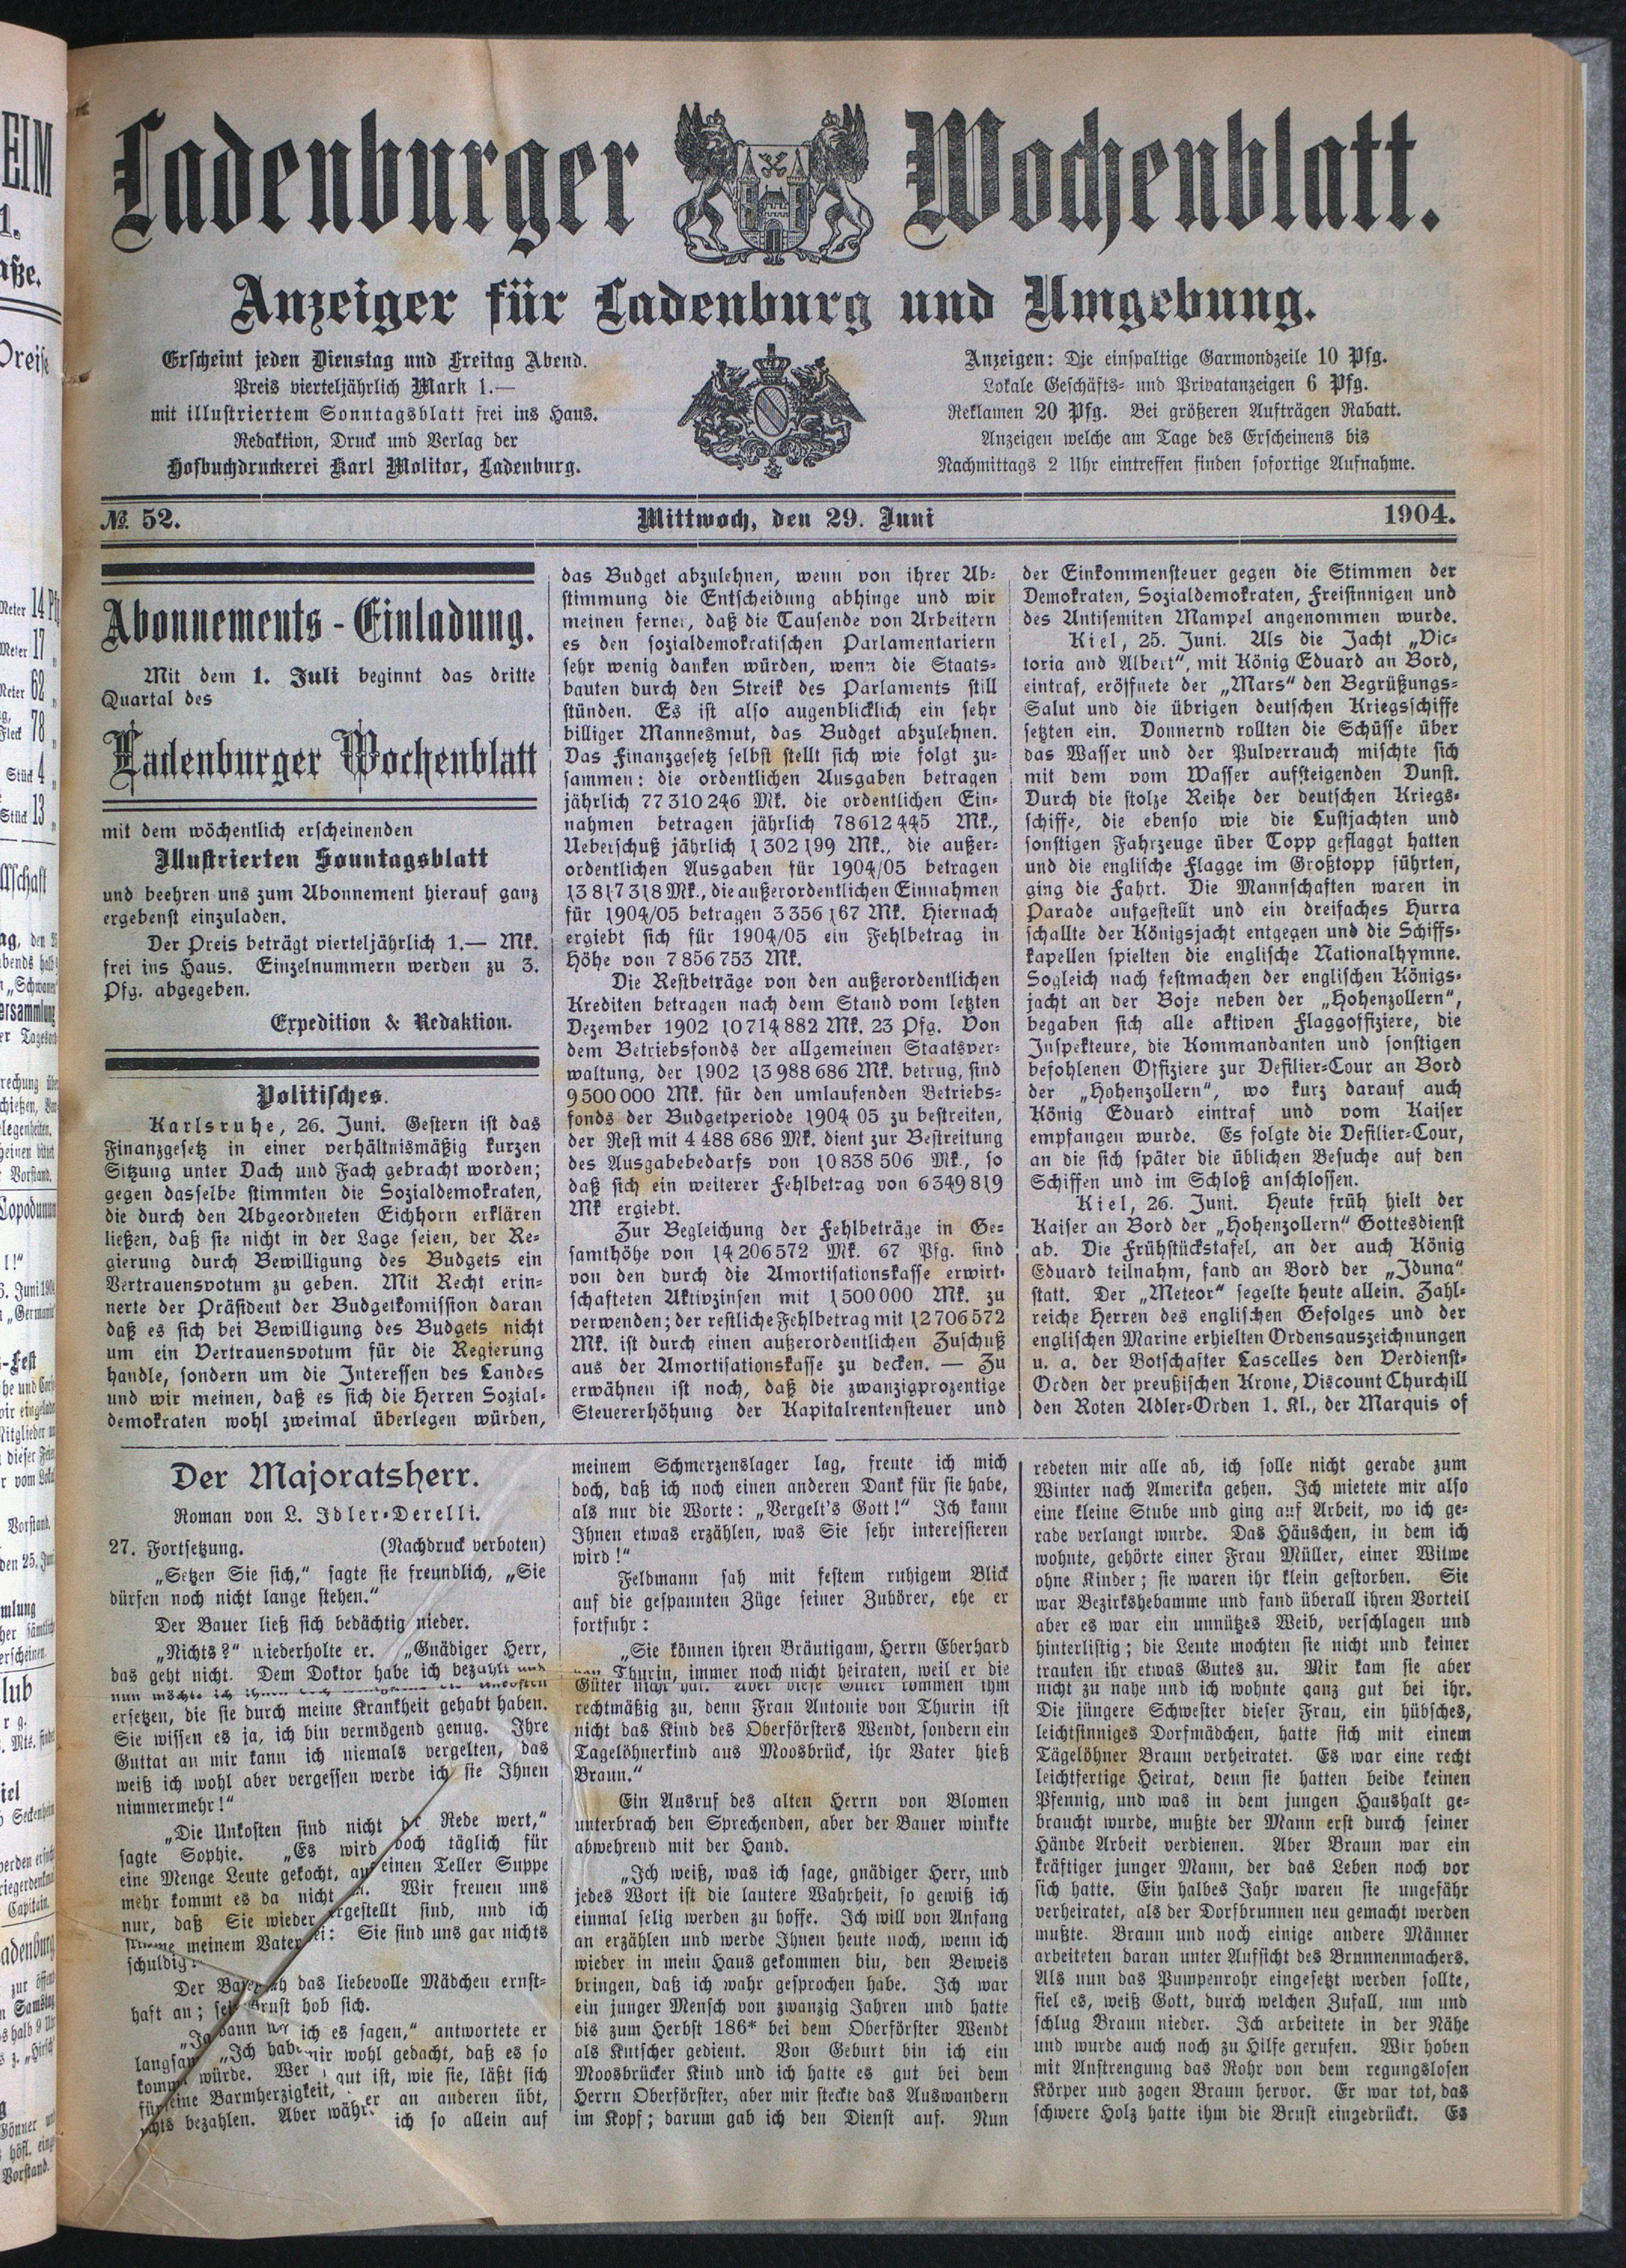 Ladenburger Wochenblatt.
Anzeiger für Ladenburg und Umgebung.
Erscheint jeden Dienstag und Freitag Abend.
Preis vierteljährlich Mark 1.—
mit illustriertem Sonntagsblatt frei ins Haus.
Redaktion, Druck und Verlag der
Hofbuchdruckerei Karl Molitor, Ladenburg.
Anzeigen: Die einspaltige Garmondzeile 10 Pfg.
Lokale Geschäfts- und Privatanzeigen 6 Pfg.
Reklamen 20 Pfg. Bei größeren Aufträgen Rabatt.
Anzeigen welche am Tage des Erscheinens bis
Nachmittags 2 Uhr eintreffen finden sofortige Aufnahme.
№ 52.
Mittwoch, den 29. Juni
1904.
Abonnements-Einladung.
Mit dem 1. Juli beginnt das dritte
Quartal des
Ladenburger Wochenblatt
mit dem wöchentlich erscheinenden
Illustrierten Sonntagsblatt
und beehren uns zum Abonnement hierauf ganz
ergebenst einzuladen.
Der Preis beträgt vierteljährlich 1.— Mk.
frei ins Haus. Einzelnummern werden zu 3.
Pfg. abgegeben.
Expedition & Redaktion.
Politisches.
Karlsruhe, 26. Juni. Gestern ist das
Finanzgesetz in einer verhältnismäßig kurzen
Sitzung unter Dach und Fach gebracht worden;
gegen dasselbe stimmten die Sozialdemokraten,
die durch den Abgeordneten Eichhorn erklären
ließen, daß sie nicht in der Lage seien, der Re-
gierung durch Bewilligung des Budgets ein
Vertrauensvotum zu geben. Mit Recht erin-
nerte der Präsident der Budgetkomission daran
daß es sich bei Bewilligung des Budgets nicht
um ein Vertrauensvotum für die Regierung
handle, sondern um die Interessen des Landes
und wir meinen, daß es sich die Herren Sozial-
demokraten wohl zweimal überlegen würden,
das Budget abzulehnen, wenn von ihrer Ab-
stimmung die Entscheidung abhinge und wir
meinen ferner, daß die Tausende von Arbeitern
es den sozialdemokratischen Parlamentariern
sehr wenig danken würden, wenn die Staats-
bauten durch den Streik des Parlaments still
stünden. Es ist also augenblicklich ein sehr
billiger Mannesmut, das Budget abzulehnen.
Das Finanzgesetz selbst stellt sich wie folgt zu-
sammen: die ordentlichen Ausgaben betragen
jährlich 77 310 246 Mk. die ordentlichen Ein-
nahmen betragen jährlich 78 612 445 Mk.,
Ueberschuß jährlich 1 302 199 Mk., die außer-
ordentlichen Ausgaben für 1904/05 betragen
13 817 318 Mk., die außerordentlichen Einnahmen
für 1904/05 betragen 3 356 167 Mk. Hiernach
ergiebt sich für 1904/05 ein Fehlbetrag in
Höhe von 7 856 753 Mk.
Die Restbeträge von den außerordentlichen
Krediten betragen nach dem Stand vom letzten
Dezember 1902 10 714 882 Mk. 23 Pfg. Von
dem Betriebsfonds der allgemeinen Staatsver-
waltung, der 1902 13 988 686 Mk. betrug, sind
9 500 000 Mk. für den umlaufenden Betriebs-
fonds der Budgetperiode 1904 05 zu bestreiten,
der Rest mit 4 488 686 Mk. dient zur Bestreitung
des Ausgabebedarfs von 10 838 506 Mk., so
daß sich ein weiterer Fehlbetrag von 6 349 819
Mk ergiebt.
Zur Begleichung der Fehlbeträge in Ge-
samthöhe von 14 206 572 Mk. 67 Pfg. sind
von den durch die Amortisationskasse erwirt-
schafteten Aktivzinsen mit 1 500 000 Mk. zu
verwenden; der restliche Fehlbetrag mit 12 706 572
Mk. ist durch einen außerordentlichen Zuschuß
aus der Amortisationskasse zu decken. — Zu
erwähnen ist noch, daß die zwanzigprozentige
Steuererhöhung der Kapitalrentensteuer und
der Einkommensteuer gegen die Stimmen der
Demokraten, Sozialdemokraten, Freisinnigen und
des Antisemiten Mampel angenommen wurde.
Kiel, 25. Juni. Als die Jacht „Vic-
toria and Albert“, mit König Eduard an Bord,
eintraf, eröffnete der „Mars“ den Begrüßungs-
Salut und die übrigen deutschen Kriegsschiffe
setzten ein. Donnernd rollten die Schüsse über
das Wasser und der Pulverrauch mischte sich
mit dem vom Wasser aufsteigenden Dunst.
Durch die stolze Reihe der deutschen Kriegs-
schiffe, die ebenso wie die Lustjachten und
sonstigen Fahrzeuge über Topp geflaggt hatten
und die englische Flagge im Großtopp führten,
ging die Fahrt. Die Mannschaften waren in
Parade aufgestellt und ein dreifaches Hurra
schallte der Königsjacht entgegen und die Schiffs-
kapellen spielten die englische Nationalhymne.
Sogleich nach festmachen der englischen Königs-
jacht an der Boje neben der „Hohenzollern“,
begaben sich alle aktiven Flaggoffiziere, die
Inspekteure, die Kommandanten und sonstigen
befohlenen Offiziere zur Defilier-Cour an Bord
der „Hohenzollern“, wo kurz darauf auch
König Eduard eintraf und vom Kaiser
empfangen wurde. Es folgte die Defilier-Cour,
an die sich später die üblichen Besuche auf den
Schiffen und im Schloß anschlossen.
Kiel, 26. Juni. Heute früh hielt der
Kaiser an Bord der „Hohenzollern“ Gottesdienst
ab. Die Frühstückstafel, an der auch König
Eduard teilnahm, fand an Bord der „Iduna“
statt. Der „Meteor“ segelte heute allein. Zahl-
reiche Herren des englischen Gefolges und der
englischen Marine erhielten Ordensauszeichnungen
u. a. der Botschafter Lascelles den Verdienst-
Orden der preußischen Krone, Viscount Churchill
den Roten Adler-Orden 1. Kl., der Marquis of
Der Majoratsherr.
Roman von L. Idler-Derelli.
27. Fortsetzung. (Nachdruck verboten)
„Setzen Sie sich,“ sagte sie freundlich, „Sie
dürfen noch nicht lange stehen.“
Der Bauer ließ sich bedächtig nieder.
„Nichts?“ wiederholte er. „Gnädiger Herr,
das geht nicht. Dem Doktor habe ich bezahlt und
nun möchte ich Ihnen
ersetzen, die sie durch meine Krankheit gehabt haben.
Sie wissen es ja, ich bin vermögend genug. Ihre
Guttat an mir kann ich niemals vergelten, das
weiß ich wohl aber vergessen werde ich sie Ihnen
nimmermehr!“
„Die Unkosten sind nicht der Rede wert,“
sagte Sophie. „Es wird doch täglich für
eine Menge Leute gekocht, auf einen Teller Suppe
mehr kommt es da nicht an. Wir freuen uns
nur, daß Sie wieder hergestellt sind, und ich
stimme meinem Vater bei: Sie sind uns gar nichts
schuldig!
Der Bauer sah das liebevolle Mädchen ernst-
haft an; seine Brust hob sich.
„Ja dann ich es sagen,“ antwortete er
langsam „Ich habe mir wohl gedacht, daß es so
kommen würde. Wer gut ist, wie sie, läßt sich
für eine Barmherzigkeit, er an anderen übt,
nichts bezahlen. Aber während ich so allein auf
meinem Schmerzenslager lag, freute ich mich
doch, daß ich noch einen anderen Dank für sie habe,
als nur die Worte: „Vergelt's Gott!“ Ich kann
Ihnen etwas erzählen, was Sie sehr interessieren
wird!“
Feldmann sah mit festem ruhigem Blick
auf die gespannten Züge seiner Zuhörer, ehe er
fortfuhr:
„Sie können ihren Bräutigam, Herrn Eberhard
von Thurin, immer noch nicht heiraten, weil er die
Güter nicht hat. Aber diese Güter kommen ihm
rechtmäßig zu, denn Frau Antonie von Thurin ist
nicht das Kind des Oberförsters Wendt, sondern ein
Tagelöhnerkind aus Moosbrück, ihr Vater hieß
Braun.“
Ein Ausruf des alten Herrn von Blomen
unterbrach den Sprechenden, aber der Bauer winkte
abwehrend mit der Hand.
„Ich weiß, was ich sage, gnädiger Herr, und
jedes Wort ist die lautere Wahrheit, so gewiß ich
einmal selig werden zu hoffe. Ich will von Anfang
an erzählen und werde Ihnen heute noch, wenn ich
wieder in mein Haus gekommen bin, den Beweis
bringen, daß ich wahr gesprochen habe. Ich war
ein junger Mensch von zwanzig Jahren und hatte
bis zum Herbst 186* bei dem Oberförster Wendt
als Kutscher gedient. Von Geburt bin ich ein
Moosbrücker Kind und ich hatte es gut bei dem
Herrn Oberförster, aber mir steckte das Auswandern
im Kopf; darum gab ich den Dienst auf. Nun
redeten mir alle ab, ich solle nicht gerade zum
Winter nach Amerika gehen. Ich mietete mir also
eine kleine Stube und ging auf Arbeit, wo ich ge-
rade verlangt wurde. Das Häuschen, in dem ich
wohnte, gehörte einer Frau Müller, einer Witwe
ohne Kinder; sie waren ihr klein gestorben. Sie
war Bezirkshebamme und fand überall ihren Vorteil
aber es war ein unnützes Weib, verschlagen und
hinterlistig; die Leute mochten sie nicht und keiner
trauten ihr etwas Gutes zu. Mir kam sie aber
nicht zu nahe und ich wohnte ganz gut bei ihr.
Die jüngere Schwester dieser Frau, ein hübsches,
leichtsinniges Dorfmädchen, hatte sich mit einem
Tägelöhner Braun verheiratet. Es war eine recht
leichtfertige Heirat, denn sie hatten beide keinen
Pfennig, und was in dem jungen Haushalt ge-
braucht wurde, mußte der Mann erst durch seiner
Hände Arbeit verdienen. Aber Braun war ein
kräftiger junger Mann, der das Leben noch vor
sich hatte. Ein halbes Jahr waren sie ungefähr
verheiratet, als der Dorfbrunnen neu gemacht werden
mußte. Braun und noch einige andere Männer
arbeiteten daran unter Aufsicht des Brunnenmachers.
Als nun das Pumpenrohr eingesetzt werden sollte,
fiel es, weiß Gott, durch welchen Zufall, um und
schlug Braun nieder. Ich arbeitete in der Nähe
und wurde auch noch zu Hilfe gerufen. Wir hoben
mit Anstrengung das Rohr von dem regungslosen
Körper und zogen Braun hervor. Er war tot, das
schwere Holz hatte ihm die Brust eingedrückt. Es